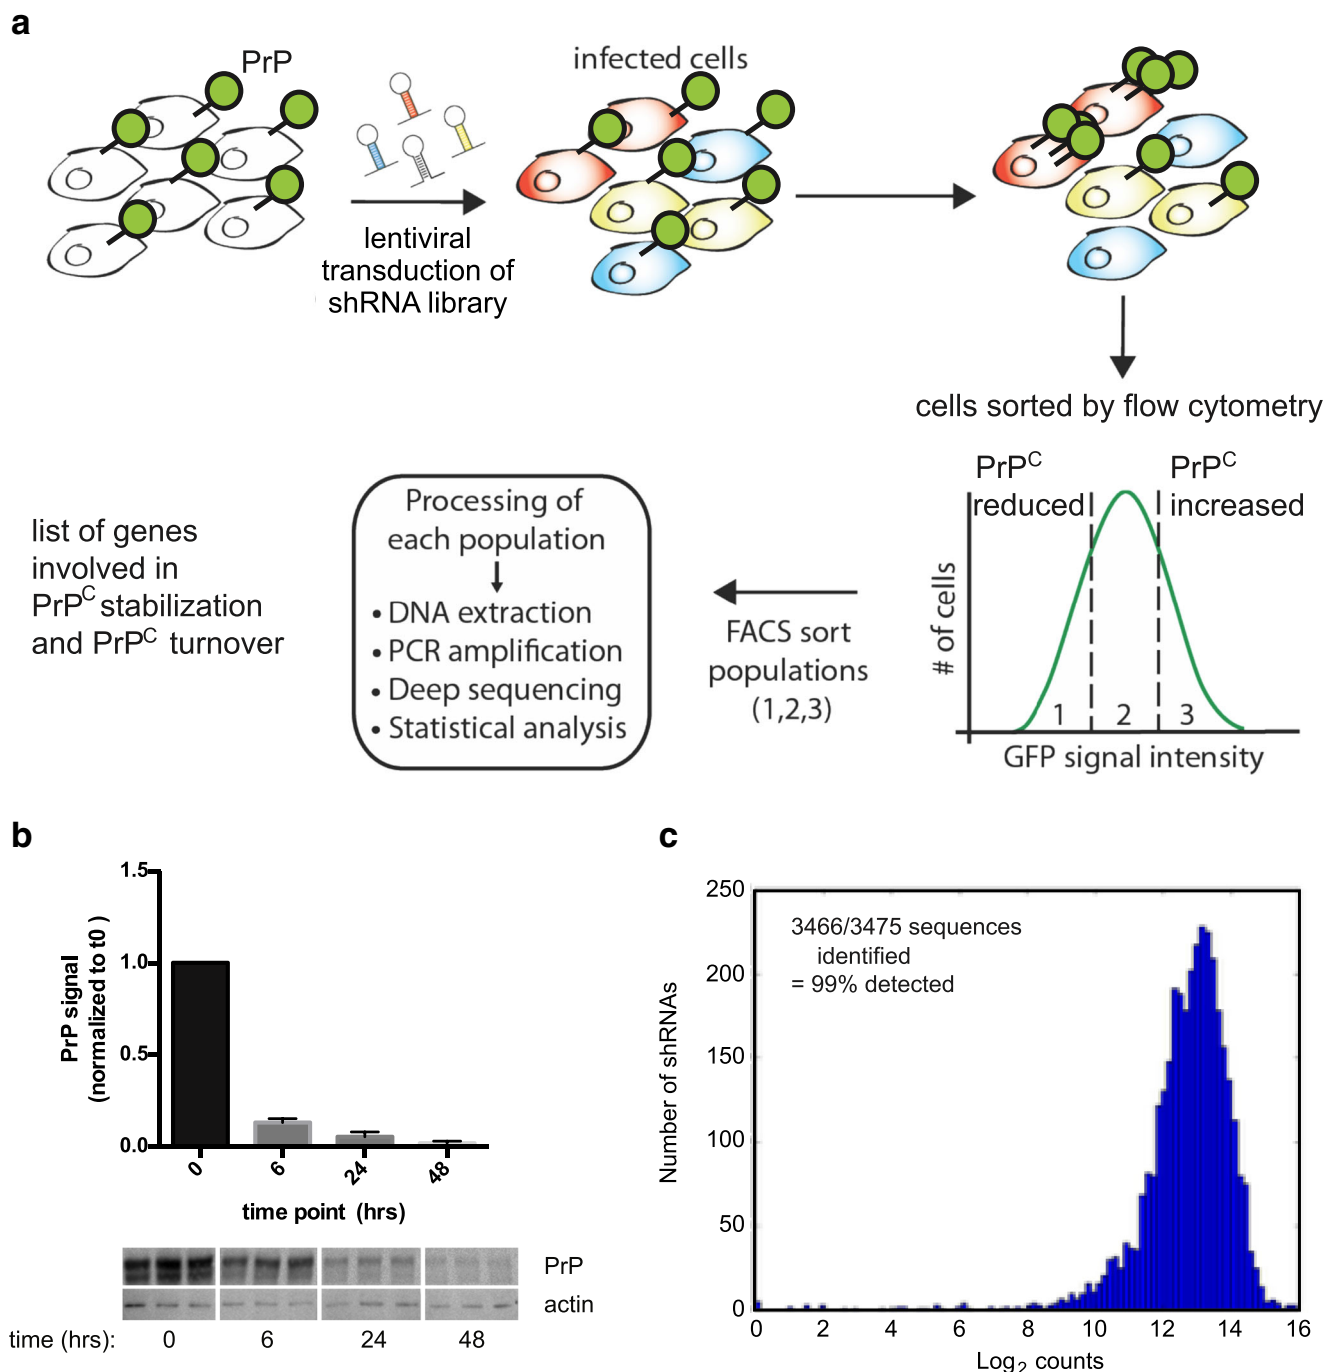 a
PrP
infected cells
lentiviral
transduction of
shRNA library
cells sorted by flow cytometry
PrPC
reduced
PrPC
increased
# of cells
1
2
3
GFP signal intensity
FACS sort
populations
(1,2,3)
Processing of
each population
• DNA extraction
• PCR amplification
• Deep sequencing
• Statistical analysis
list of genes
involved in
PrPC stabilization
and PrPC turnover
b
PrP signal
(normalized to t0 )
1.5
1.0
0.5
0.0
0
6
24
48
time point (hrs)
PrP
actin
time (hrs): 0 6 24 48
c
3466/3475 sequences
identified
= 99% detected
Number of shRNAs
250
200
150
100
50
0
0 2 4 6 8 10 12 14 16
Log2 counts